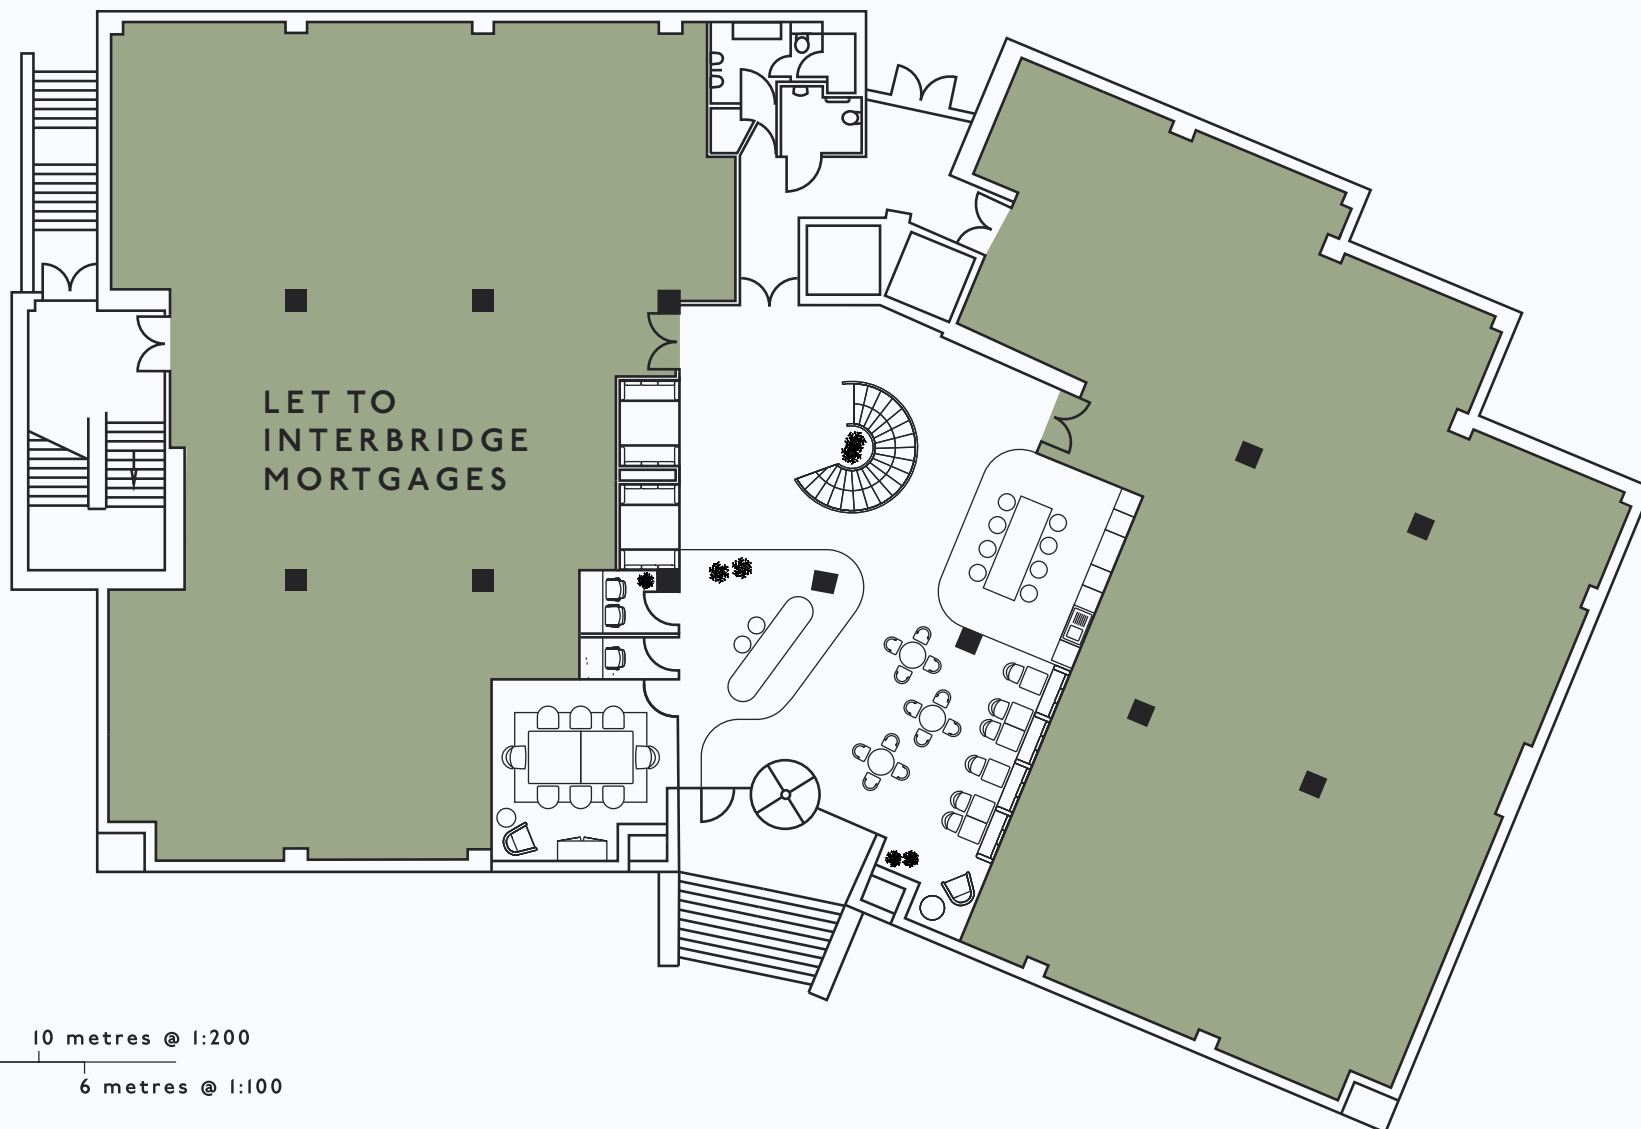 LET TO
INTERBRIDGE
MORTGAGES
10 metres @ 1:200
6 metres @ 1:100